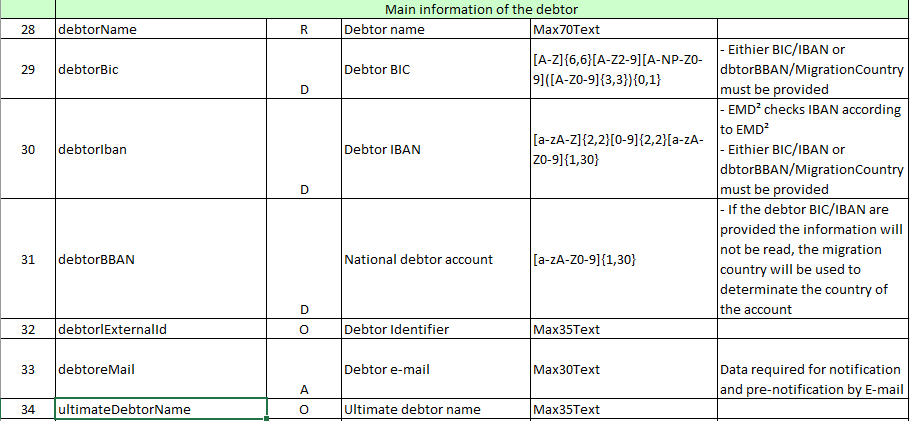 Main information of the debtor
28 debtorName R Debtor name Max70Text
29 debtorBic D Debtor BIC [A-Z]{6,6}[A-Z2-9][A-NP-Z0-
9]([A-Z0-9]{3,3}){0,1} - Eithier BIC/IBAN or
dbtorBBAN/MigrationCountry
must be provided
30 debtorIban D Debtor IBAN [a-zA-Z]{2,2}[0-9]{2,2}[a-zA-
Z0-9]{1,30} - EMD² checks IBAN according
to EMD²
- Eithier BIC/IBAN or
dbtorBBAN/MigrationCountry
must be provided
31 debtorBBAN D National debtor account [a-zA-Z0-9]{1,30} - If the debtor BIC/IBAN are
provided the information will
not be read, the migration
country will be used to
determinate the country of
the account
32 debtorlExternalId O Debtor Identifier Max35Text
33 debtoreMail A Debtor e-mail Max30Text Data required for notification
and pre-notification by E-mail
34 ultimateDebtorName O Ultimate debtor name Max35Text